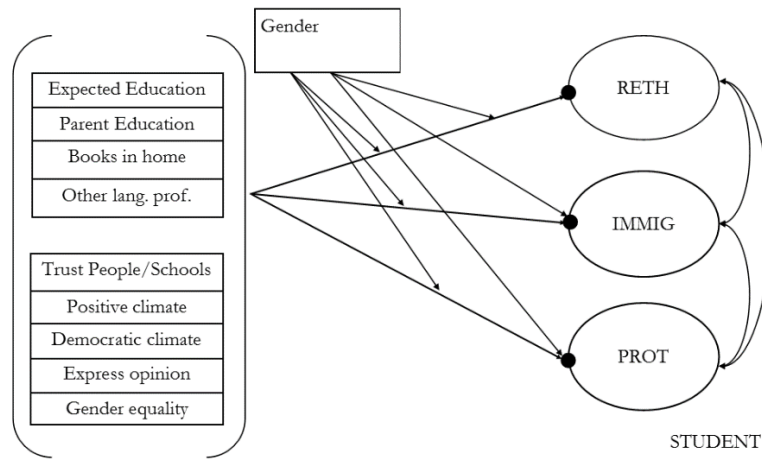 Gender
Expected Education
Parent Education
Books in home
Other lang. prof.
Trust People/Schools
Positive climate
Democratic climate
Express opinion
Gender equality
RETH
IMMIG
PROT
STUDENT